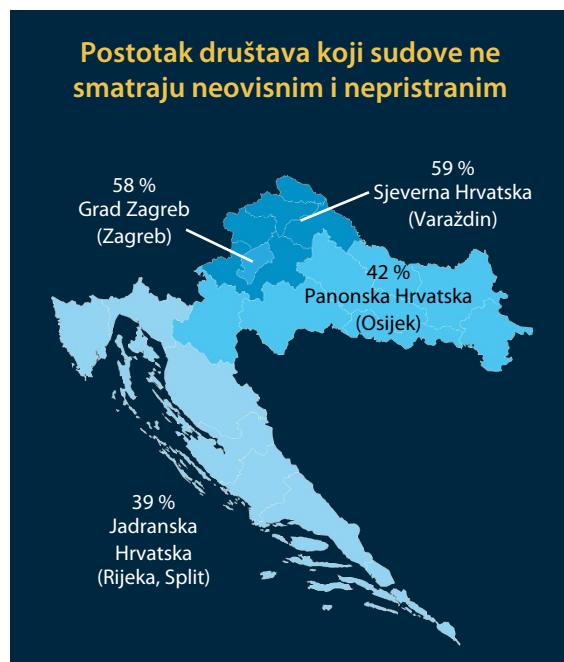 Postotak društava koji sudove ne
smatraju neovisnim i nepristranim
59 %
Sjeverna Hrvatska
(Varaždin)
58 %
Grad Zagreb
(Zagreb)
42 %
Panonska Hrvatska
(Osijek)
39 %
Jadranska
Hrvatska
(Rijeka, Split)